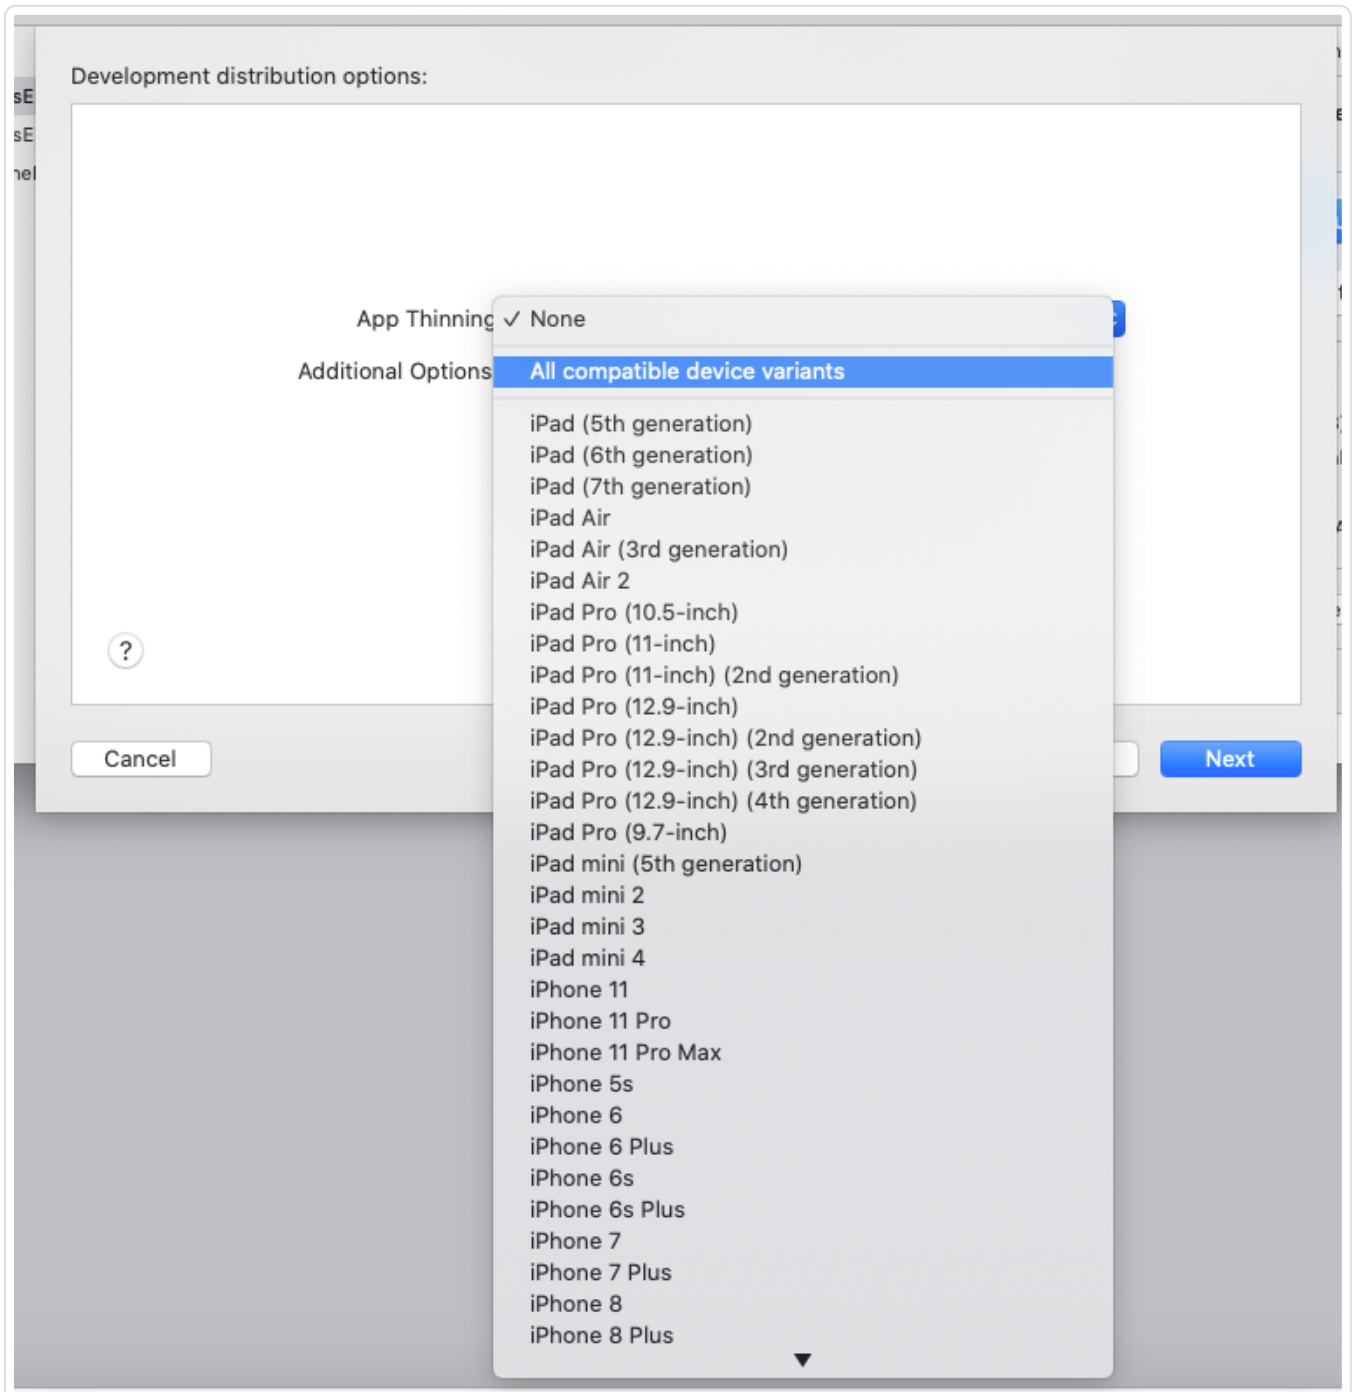 Development distribution options:
App Thinning
✓ None
Additional Options
All compatible device variants
iPad (5th generation)
iPad (6th generation)
iPad (7th generation)
iPad Air
iPad Air (3rd generation)
iPad Air 2
iPad Pro (10.5-inch)
iPad Pro (11-inch)
iPad Pro (11-inch) (2nd generation)
iPad Pro (12.9-inch)
iPad Pro (12.9-inch) (2nd generation)
iPad Pro (12.9-inch) (3rd generation)
iPad Pro (12.9-inch) (4th generation)
iPad Pro (9.7-inch)
iPad mini (5th generation)
iPad mini 2
iPad mini 3
iPad mini 4
iPhone 11
iPhone 11 Pro
iPhone 11 Pro Max
iPhone 5s
iPhone 6
iPhone 6 Plus
iPhone 6s
iPhone 6s Plus
iPhone 7
iPhone 7 Plus
iPhone 8
iPhone 8 Plus
?
Cancel
Next